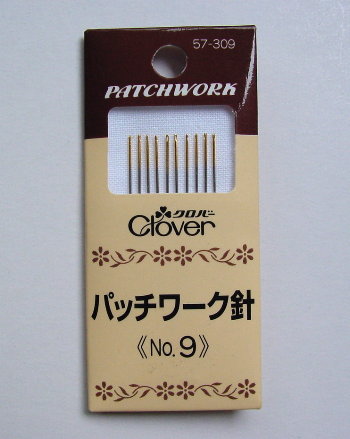 57-309
PATCHWORK
クロバー
Clover
パッチワーク針
《No.9》